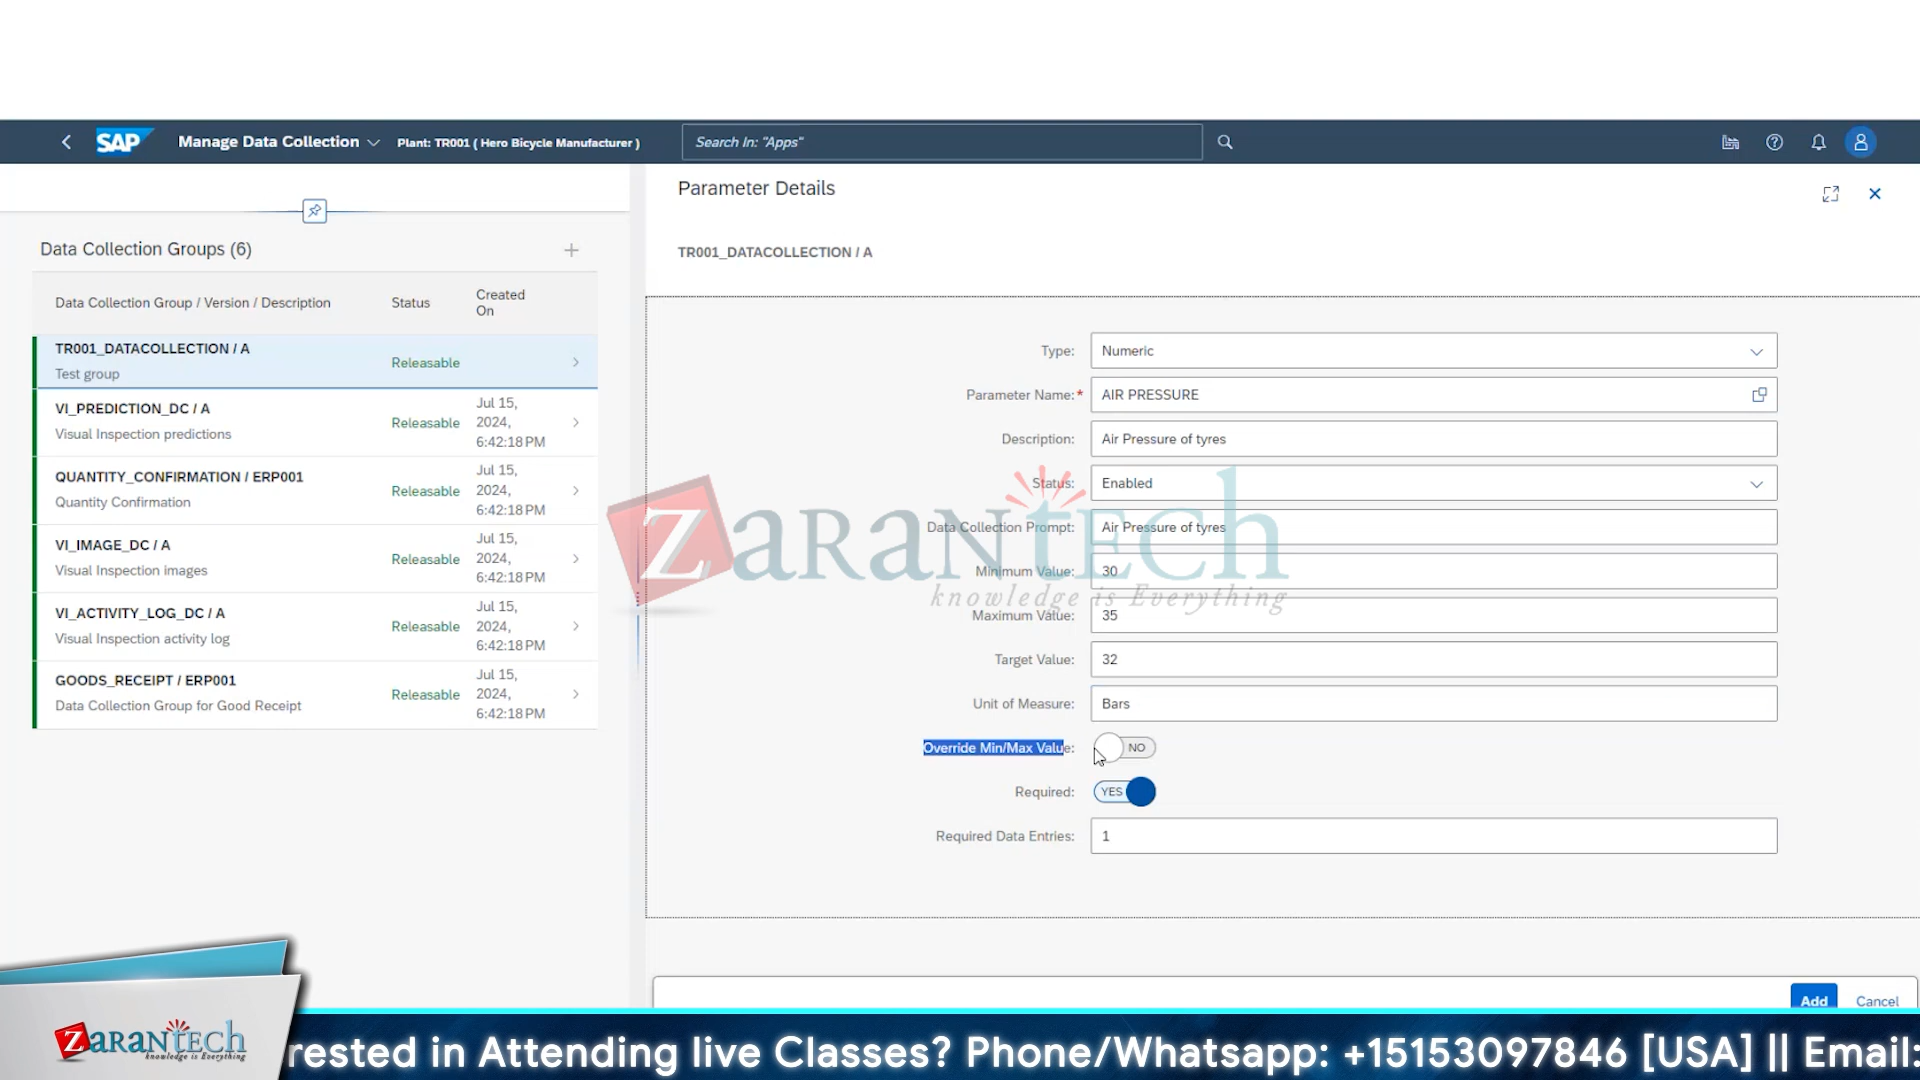 SAP Manage Data Collection Plant: TR001 ( Hero Bicycle Manufacturer ) Search In: "Apps"
Parameter Details
TR001_DATACOLLECTION / A
Data Collection Groups (6)
Data Collection Group / Version / Description Status Created On
TR001_DATACOLLECTION / A
Test group
Releasable
VI_PREDICTION_DC / A
Visual Inspection predictions
Releasable
Jul 15,
2024,
6:42:18 PM
QUANTITY_CONFIRMATION / ERP001
Quantity Confirmation
Releasable
Jul 15,
2024,
6:42:18 PM
VI_IMAGE_DC / A
Visual Inspection images
Releasable
Jul 15,
2024,
6:42:18 PM
VI_ACTIVITY_LOG_DC / A
Visual Inspection activity log
Releasable
Jul 15,
2024,
6:42:18 PM
GOODS_RECEIPT / ERP001
Data Collection Group for Good Receipt
Releasable
Jul 15,
2024,
6:42:18 PM
Type: Numeric
Parameter Name:* AIR PRESSURE
Description: Air Pressure of tyres
Status: Enabled
Data Collection Prompt: Air Pressure of tyres
Minimum Value: 30
Maximum Value: 35
Target Value: 32
Unit of Measure: Bars
Override Min/Max Value: NO
Required: YES
Required Data Entries: 1
ZaranTech
knowledge is Everything
Add Cancel
ZaranTech
knowledge is Everything
rested in Attending live Classes? Phone/Whatsapp: +15153097846 [USA] || Email: